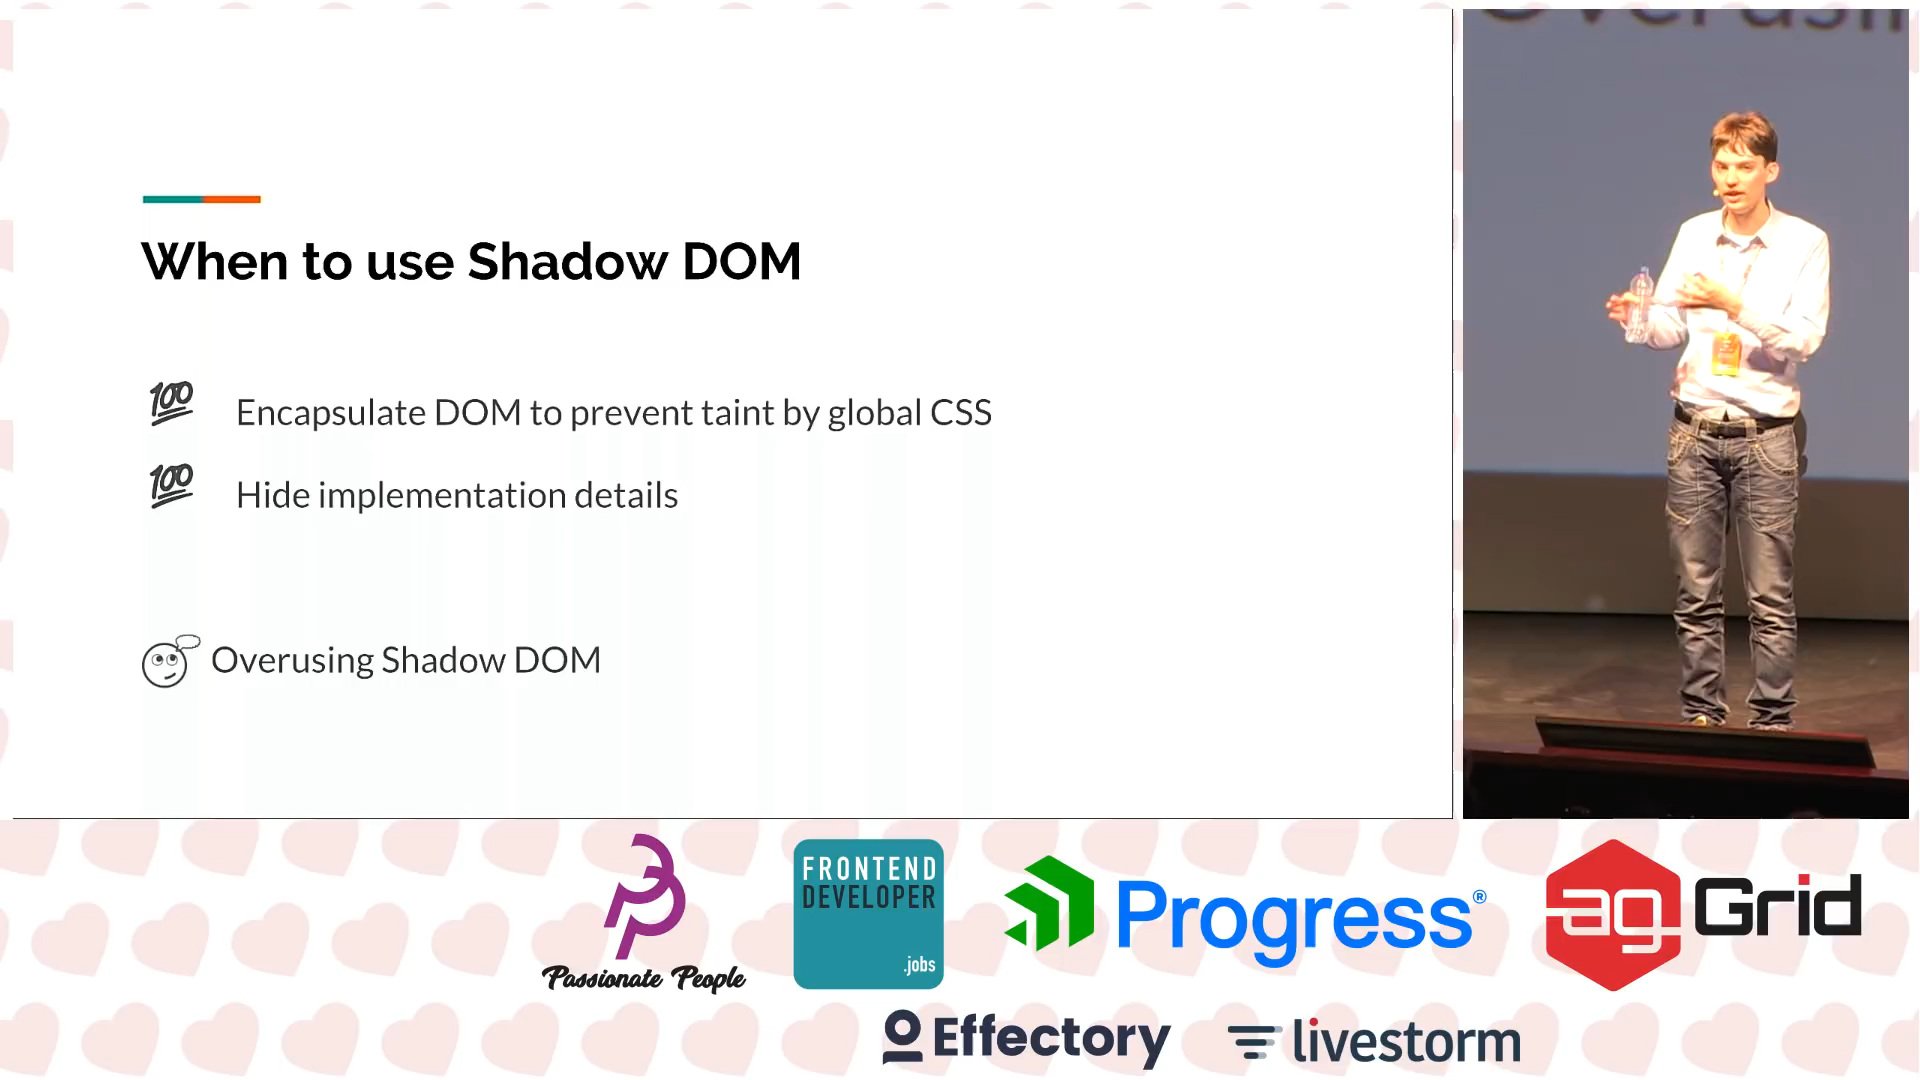 When to use Shadow DOM
💯 Encapsulate DOM to prevent taint by global CSS
💯 Hide implementation details
Overusing Shadow DOM
Overusin
Passionate People
FRONTEND
DEVELOPER
.jobs
Progress®
ag Grid
Effectory
livestorm